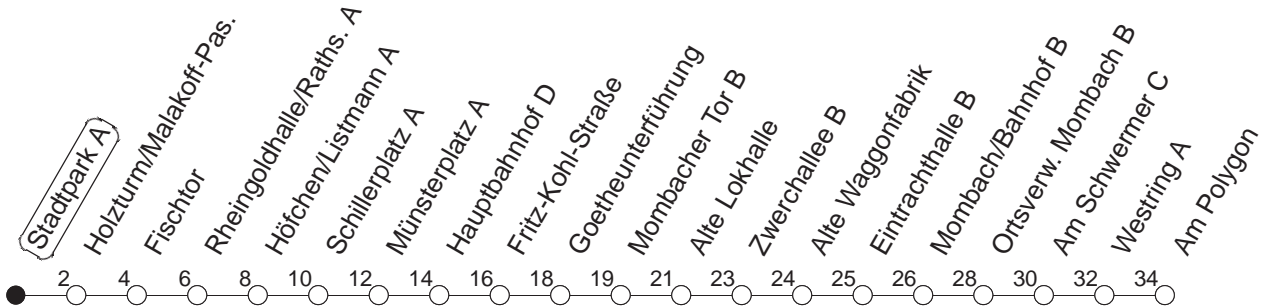 Stadtpark A
Holzturm/Malakoff-Pas.
Fischtor
Rheingoldhalle/Raths. A
Höfchen/Listmann A
Schillerplatz A
Münsterplatz A
Hauptbahnhof D
Fritz-Kohl-Straße
Goetheunterführung
Mombacher Tor B
Alte Lokhalle
Zwerchallee B
Alte Waggonfabrik
Eintrachthalle B
Mombach/Bahnhof B
Ortsverw. Mombach B
Am Schwermer C
Westring A
Am Polygon
2 4 6 8 10 12 14 16 18 19 21 23 24 25 26 28 30 32 34